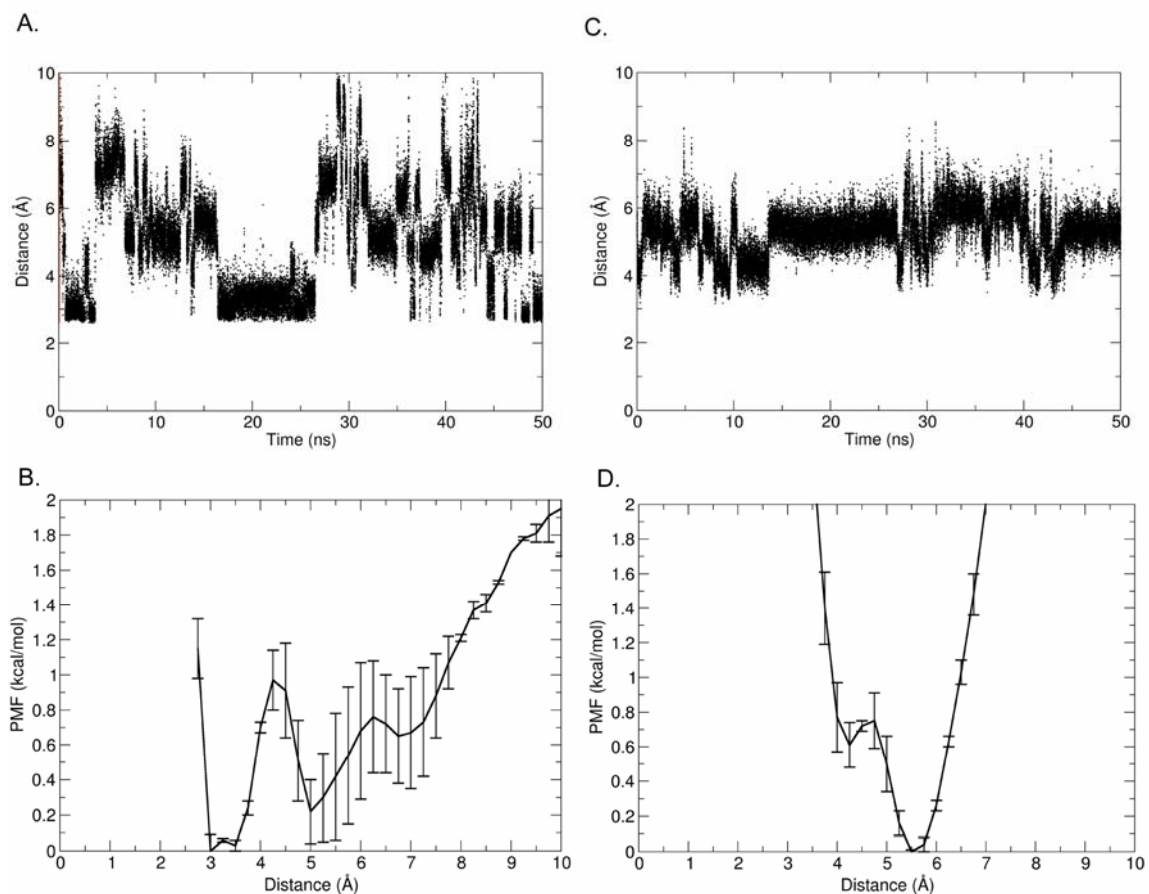 A.
10
8
6
4
2
0
Distance (Å)
0 10 20 30 40 50
Time (ns)
C.
10
8
6
4
2
0
Distance (Å)
0 10 20 30 40 50
Time (ns)
B.
2
1.8
1.6
1.4
1.2
1
0.8
0.6
0.4
0.2
0
PMF (kcal/mol)
0 1 2 3 4 5 6 7 8 9 10
Distance (Å)
D.
2
1.8
1.6
1.4
1.2
1
0.8
0.6
0.4
0.2
0
PMF (kcal/mol)
0 1 2 3 4 5 6 7 8 9 10
Distance (Å)